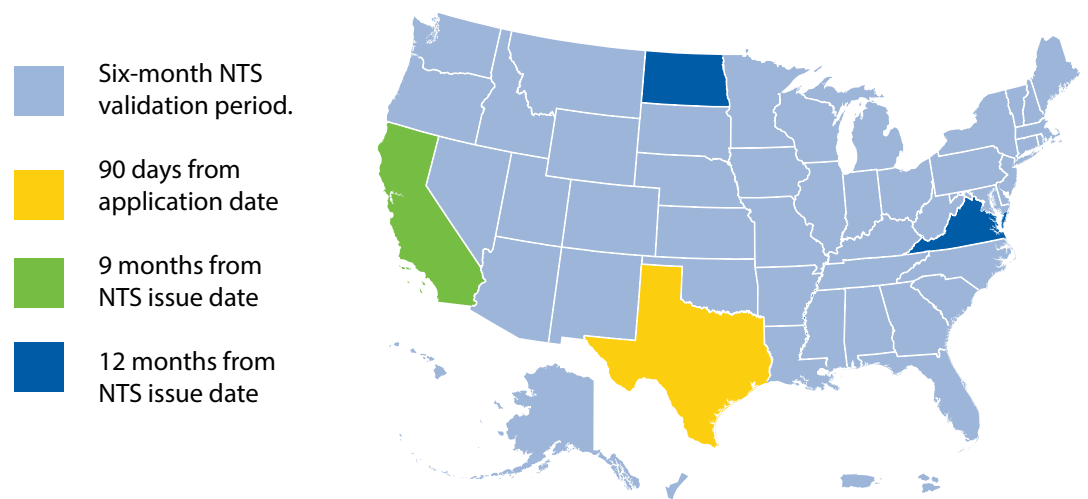 Six-month NTS
validation period.
90 days from
application date
9 months from
NTS issue date
12 months from
NTS issue date